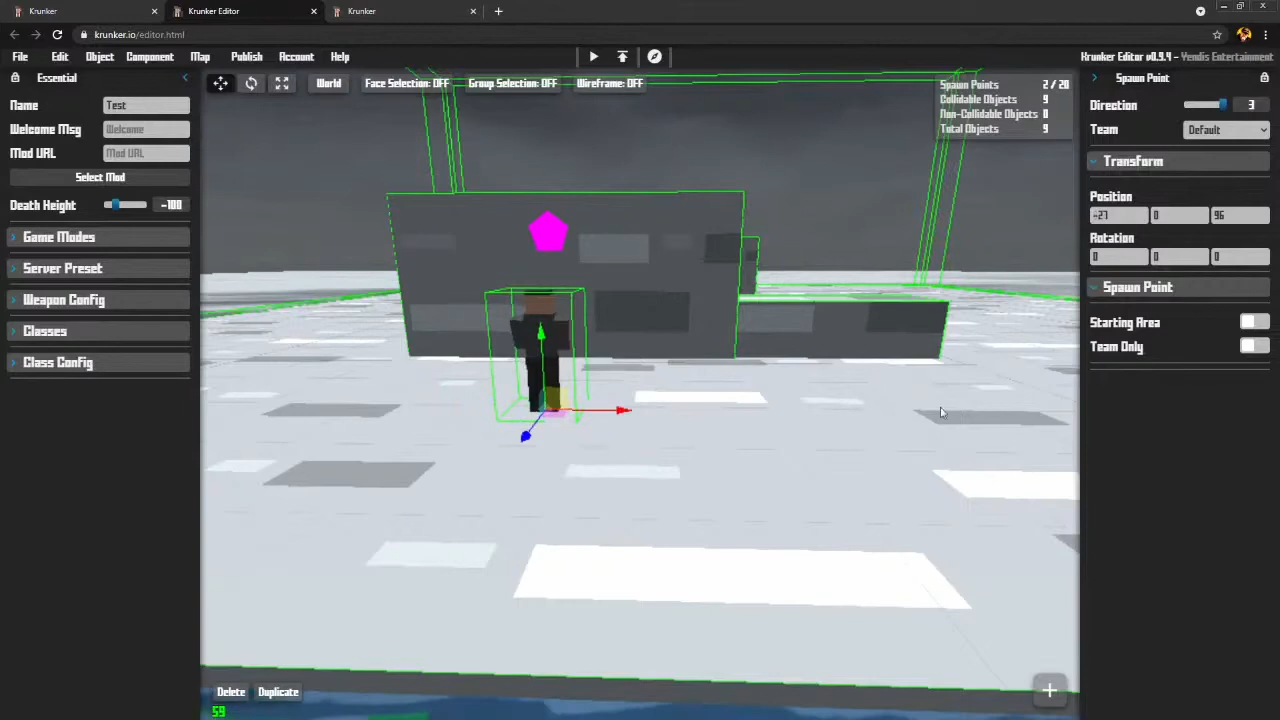 Krunker
Krunker Editor
Krunker
krunker.io/editor.html
File Edit Object Component Map Publish Account Help
Krunker Editor v0.9.4 - Yendis Entertainment
Essential
World
Face Selection: OFF
Group Selection: OFF
Wireframe: OFF
Spawn Points 2 / 20
Collidable Objects 9
Non-Collidable Objects 0
Total Objects 9
Name Test
Welcome Msg Welcome
Mod URL Mod URL
Select Mod
Death Height -100
Game Modes
Server Preset
Weapon Config
Classes
Class Config
Spawn Point
Direction 3
Team Default
Transform
Position
-27 0 96
Rotation
0 0 0
Spawn Point
Starting Area
Team Only
Delete Duplicate
59